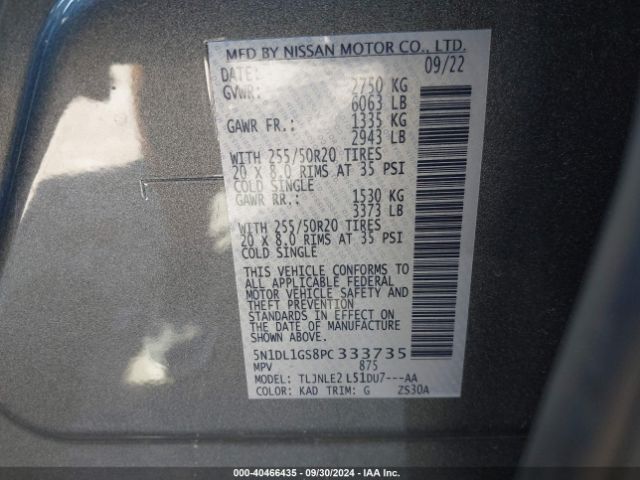 MFD BY NISSAN MOTOR CO., LTD.
DATE: 09/22
GVWR: 2750 KG
6063 LB
GAWR FR.: 1335 KG
2943 LB
WITH 255/50R20 TIRES
20 X 8.0 RIMS AT 35 PSI
COLD SINGLE
GAWR RR.: 1530 KG
3373 LB
WITH 255/50R20 TIRES
20 X 8.0 RIMS AT 35 PSI
COLD SINGLE
THIS VEHICLE CONFORMS TO
ALL APPLICABLE FEDERAL
MOTOR VEHICLE SAFETY AND
THEFT PREVENTION
STANDARDS IN EFFECT ON
THE DATE OF MANUFACTURE
SHOWN ABOVE.
5N1DL1GS8PC333735
MPV 875
MODEL: TLJNLE2 L51DU7---AA
COLOR: KAD TRIM: G ZS30A
000-40466435 - 09/30/2024 - IAA Inc.